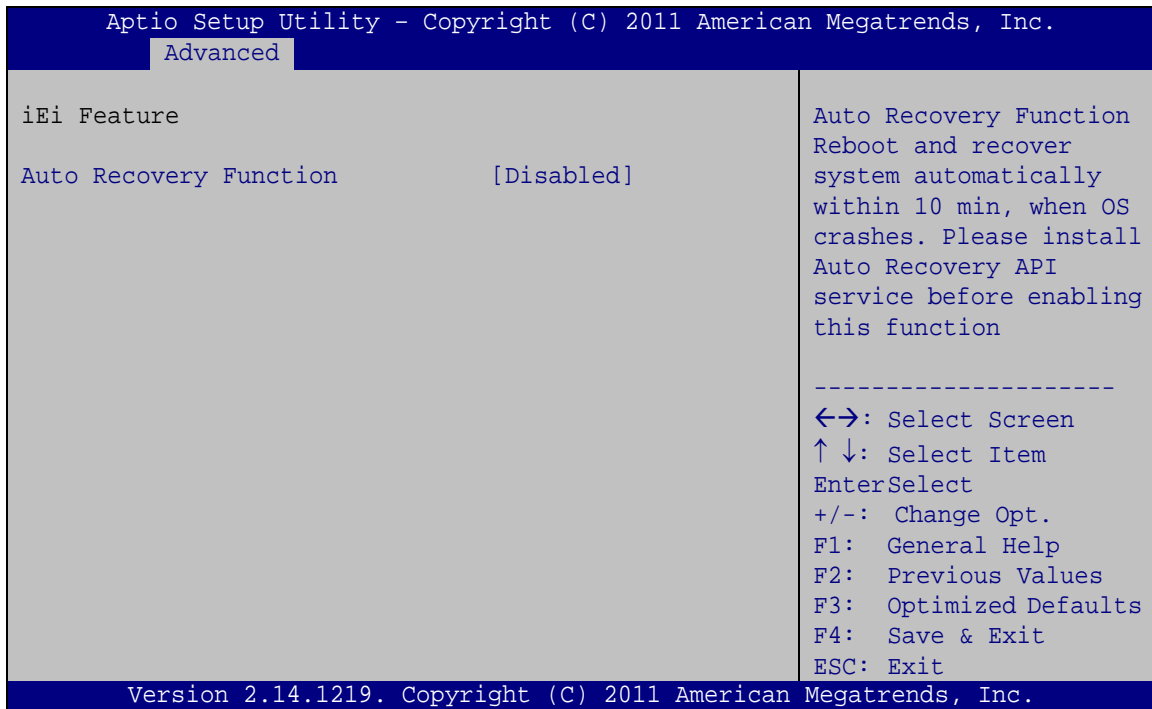 Aptio Setup Utility – Copyright (C) 2011 American Megatrends, Inc.
Advanced
iEi Feature
Auto Recovery Function [Disabled]
Auto Recovery Function
Reboot and recover
system automatically
within 10 min, when OS
crashes. Please install
Auto Recovery API
service before enabling
this function
---------------------
←→: Select Screen
↑ ↓: Select Item
EnterSelect
+/-: Change Opt.
F1: General Help
F2: Previous Values
F3: Optimized Defaults
F4: Save & Exit
ESC: Exit
Version 2.14.1219. Copyright (C) 2011 American Megatrends, Inc.